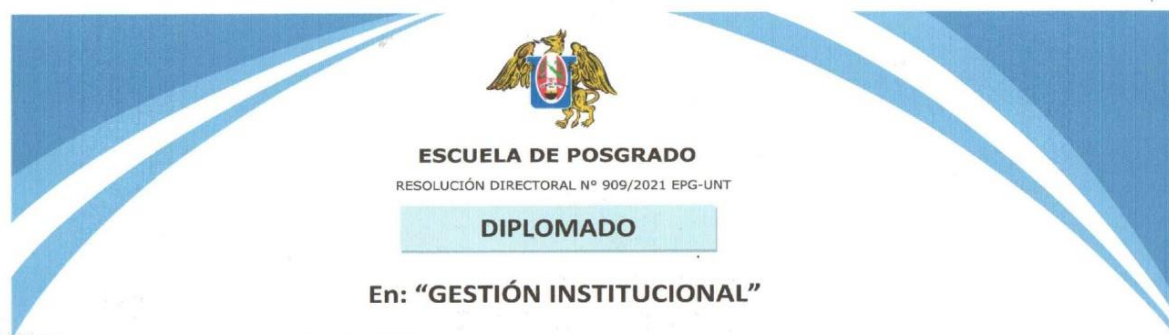 ESCUELA DE POSGRADO
RESOLUCIÓN DIRECTORAL Nº 909/2021 EPG-UNT
DIPLOMADO
En: “GESTIÓN INSTITUCIONAL”